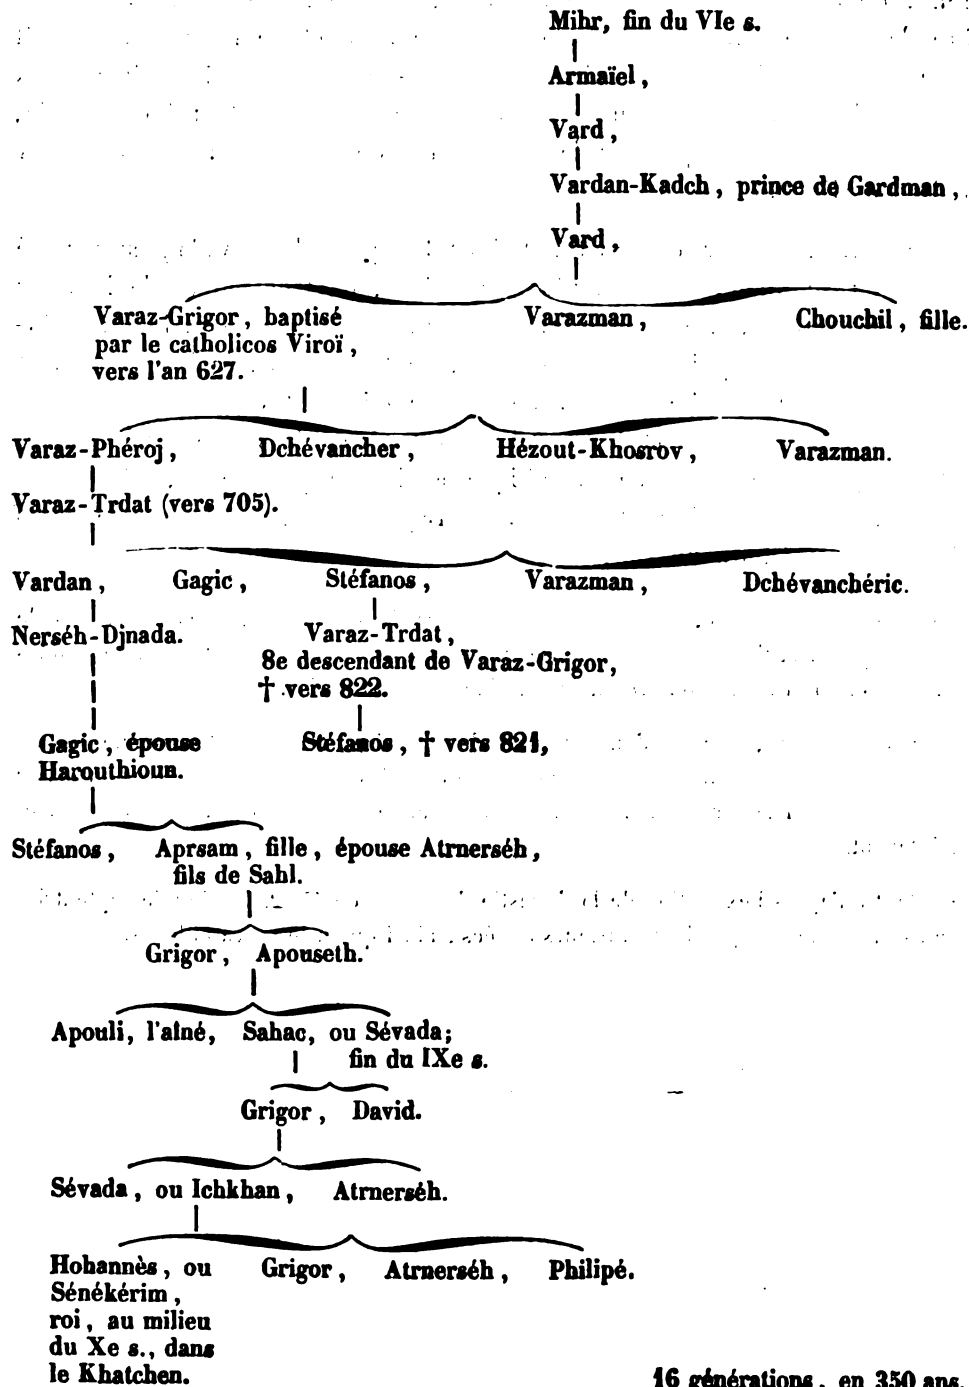 Mihr, fin du VIe s.
Armaïel,
Vard,
Vardan-Kadch, prince de Gardman,
Vard,
Varaz-Grigor, baptisé
par le catholicos Viroï,
vers l'an 627.
Varazman,
Chouchil, fille.
Varaz-Phéroj, Dchévancher, Hézout-Khosrov, Varazman.
Varaz-Trdat (vers 705).
Vardan, Gagic, Stéfanos, Varazman, Dchévanchéric.
Nerséh-Djnada.
Varaz-Trdat,
8e descendant de Varaz-Grigor,
† vers 822.
Gagic, épouse
Harouthioun.
Stéfanos, † vers 821,
Stéfanos, Aprsam, fille, épouse Atrnerséh,
fils de Sahl.
Grigor, Apouseth.
Apouli, l'aîné, Sahac, ou Sévada;
fin du IXe s.
Grigor, David.
Sévada, ou Ichkhan, Atrnerséh.
Hohannès, ou
Sénékérim,
roi, au milieu
du Xe s., dans
le Khatchen.
Grigor, Atrnerséh, Philipé.
16 générations, en 350 ans.